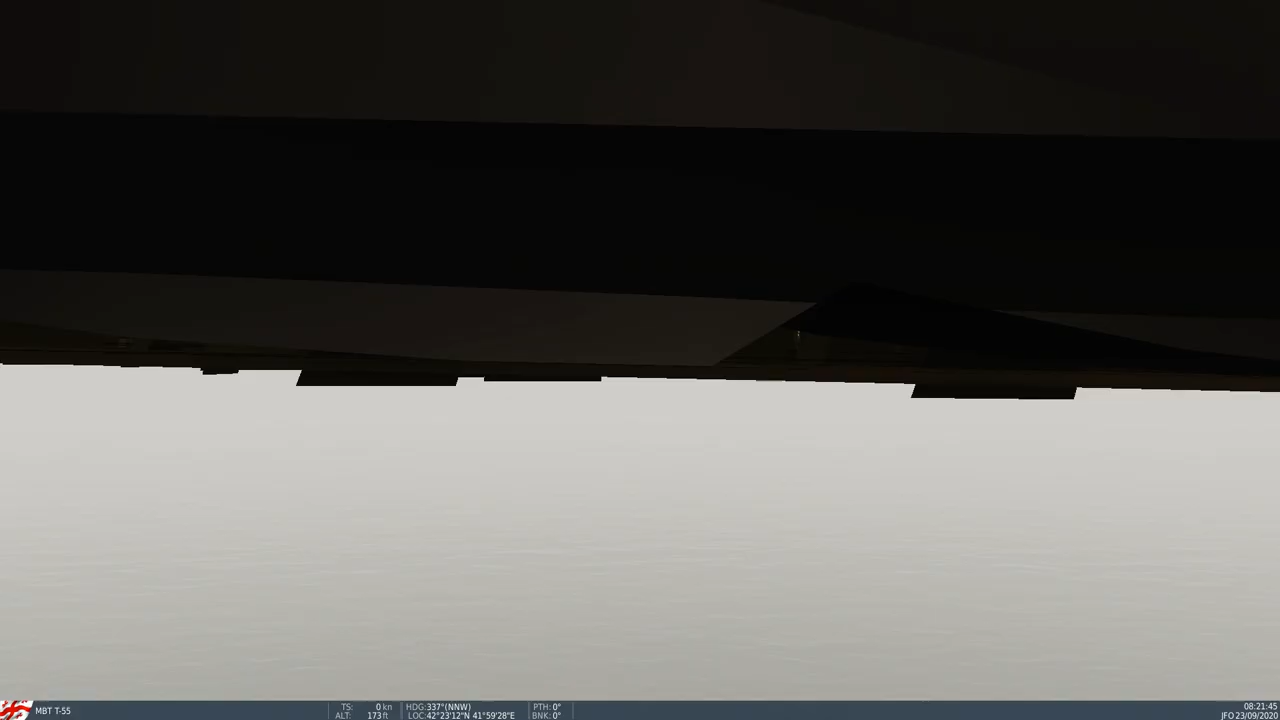 MBT T-55
TS: 0 kn
ALT: 173 ft
HDG: 337°(NNW)
LOC: 42°23'12"N 41°59'28"E
PTH: 0°
BNK: 0°
08:21:45
JFO 23/09/2020